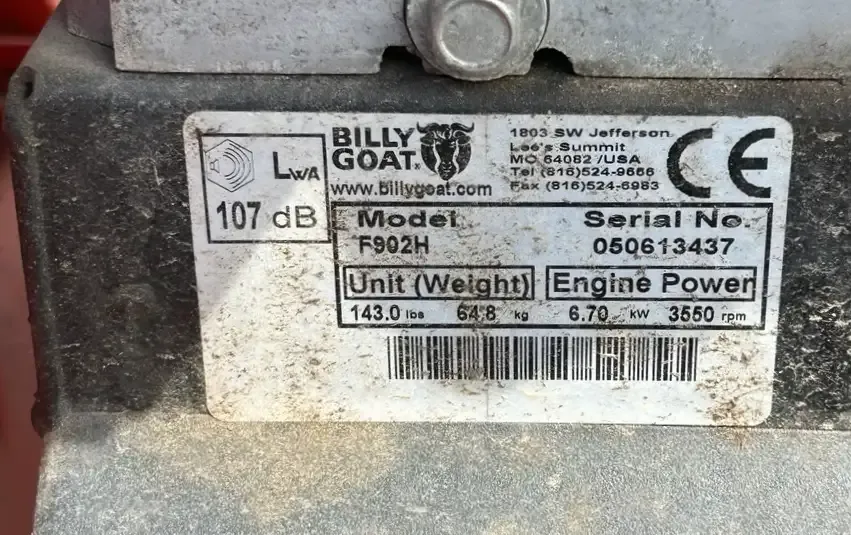 LWA
107 dB
BILLY
GOAT
www.billygoat.com
1803 SW Jefferson
Lee's Summit
MO 64082 /USA
Tel (816)524-9666
Fax (816)524-6983
CE
Model Serial No.
F902H 050613437
Unit (Weight) Engine Power
143.0 lbs 64.8 kg 6.70 kW 3550 rpm